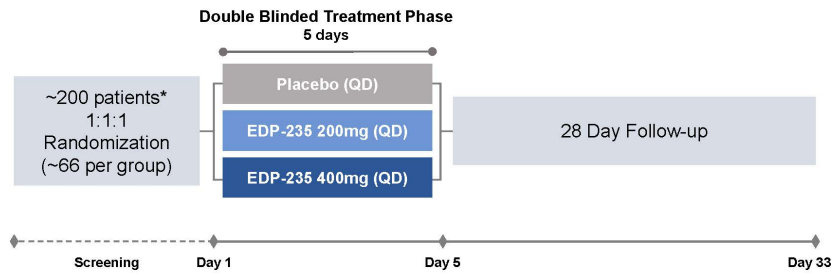 Double Blinded Treatment Phase
5 days
~200 patients*
1:1:1
Randomization
(~66 per group)
Placebo (QD)
EDP-235 200mg (QD)
EDP-235 400mg (QD)
28 Day Follow-up
Screening
Day 1
Day 5
Day 33